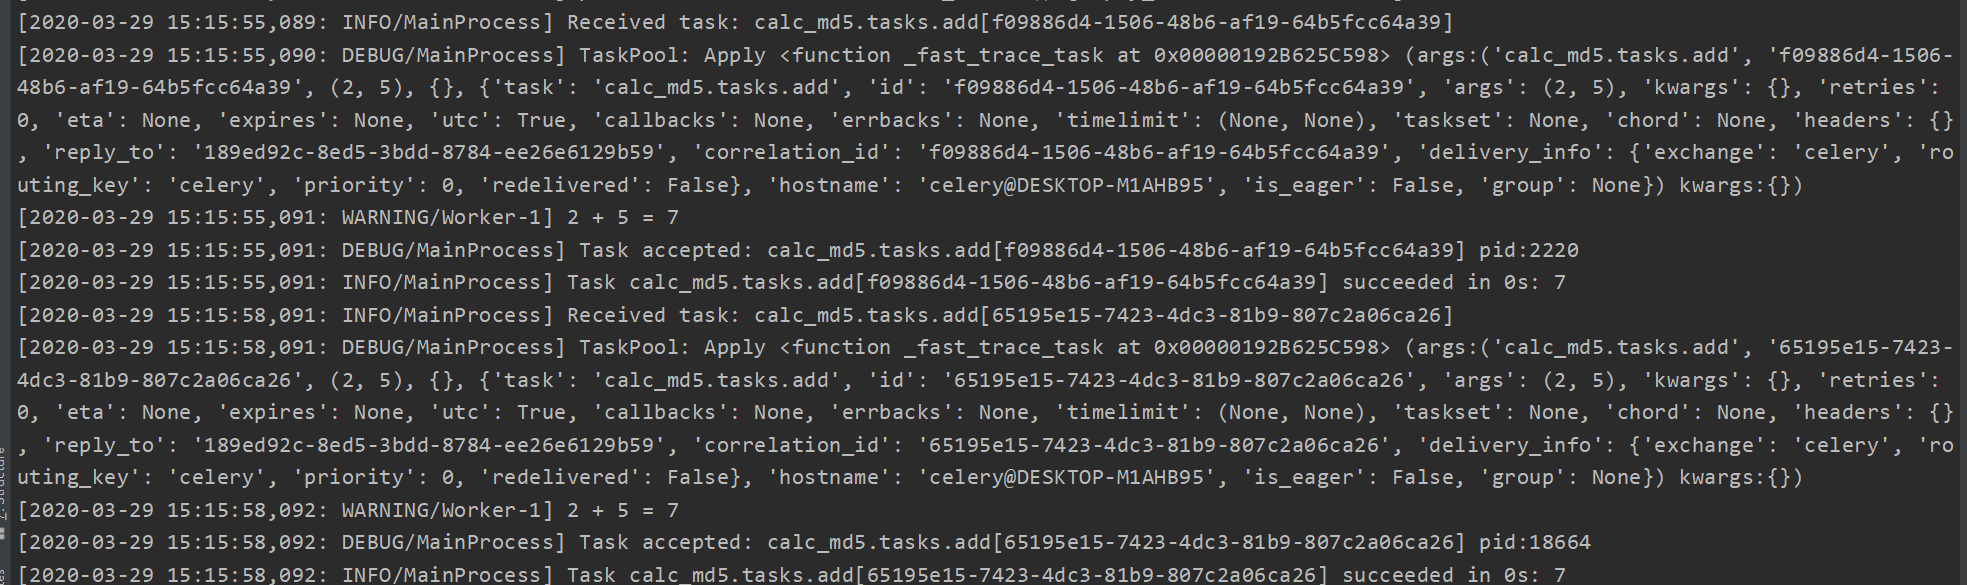 [2020-03-29 15:15:55,089: INFO/MainProcess] Received task: calc_md5.tasks.add[f09886d4-1506-48b6-af19-64b5fcc64a39]
[2020-03-29 15:15:55,090: DEBUG/MainProcess] TaskPool: Apply <function _fast_trace_task at 0x00000192B625C598> (args:('calc_md5.tasks.add', 'f09886d4-1506-
48b6-af19-64b5fcc64a39', (2, 5), {}, {'task': 'calc_md5.tasks.add', 'id': 'f09886d4-1506-48b6-af19-64b5fcc64a39', 'args': (2, 5), 'kwargs': {}, 'retries':
0, 'eta': None, 'expires': None, 'utc': True, 'callbacks': None, 'errbacks': None, 'timelimit': (None, None), 'taskset': None, 'chord': None, 'headers': {}
, 'reply_to': '189ed92c-8ed5-3bdd-8784-ee26e6129b59', 'correlation_id': 'f09886d4-1506-48b6-af19-64b5fcc64a39', 'delivery_info': {'exchange': 'celery', 'ro
uting_key': 'celery', 'priority': 0, 'redelivered': False}, 'hostname': 'celery@DESKTOP-M1AHB95', 'is_eager': False, 'group': None}) kwargs:{})
[2020-03-29 15:15:55,091: WARNING/Worker-1] 2 + 5 = 7
[2020-03-29 15:15:55,091: DEBUG/MainProcess] Task accepted: calc_md5.tasks.add[f09886d4-1506-48b6-af19-64b5fcc64a39] pid:2220
[2020-03-29 15:15:55,091: INFO/MainProcess] Task calc_md5.tasks.add[f09886d4-1506-48b6-af19-64b5fcc64a39] succeeded in 0s: 7
[2020-03-29 15:15:58,091: INFO/MainProcess] Received task: calc_md5.tasks.add[65195e15-7423-4dc3-81b9-807c2a06ca26]
[2020-03-29 15:15:58,091: DEBUG/MainProcess] TaskPool: Apply <function _fast_trace_task at 0x00000192B625C598> (args:('calc_md5.tasks.add', '65195e15-7423-
4dc3-81b9-807c2a06ca26', (2, 5), {}, {'task': 'calc_md5.tasks.add', 'id': '65195e15-7423-4dc3-81b9-807c2a06ca26', 'args': (2, 5), 'kwargs': {}, 'retries':
0, 'eta': None, 'expires': None, 'utc': True, 'callbacks': None, 'errbacks': None, 'timelimit': (None, None), 'taskset': None, 'chord': None, 'headers': {}
, 'reply_to': '189ed92c-8ed5-3bdd-8784-ee26e6129b59', 'correlation_id': '65195e15-7423-4dc3-81b9-807c2a06ca26', 'delivery_info': {'exchange': 'celery', 'ro
uting_key': 'celery', 'priority': 0, 'redelivered': False}, 'hostname': 'celery@DESKTOP-M1AHB95', 'is_eager': False, 'group': None}) kwargs:{})
[2020-03-29 15:15:58,092: WARNING/Worker-1] 2 + 5 = 7
[2020-03-29 15:15:58,092: DEBUG/MainProcess] Task accepted: calc_md5.tasks.add[65195e15-7423-4dc3-81b9-807c2a06ca26] pid:18664
[2020-03-29 15:15:58,092: INFO/MainProcess] Task calc_md5.tasks.add[65195e15-7423-4dc3-81b9-807c2a06ca26] succeeded in 0s: 7